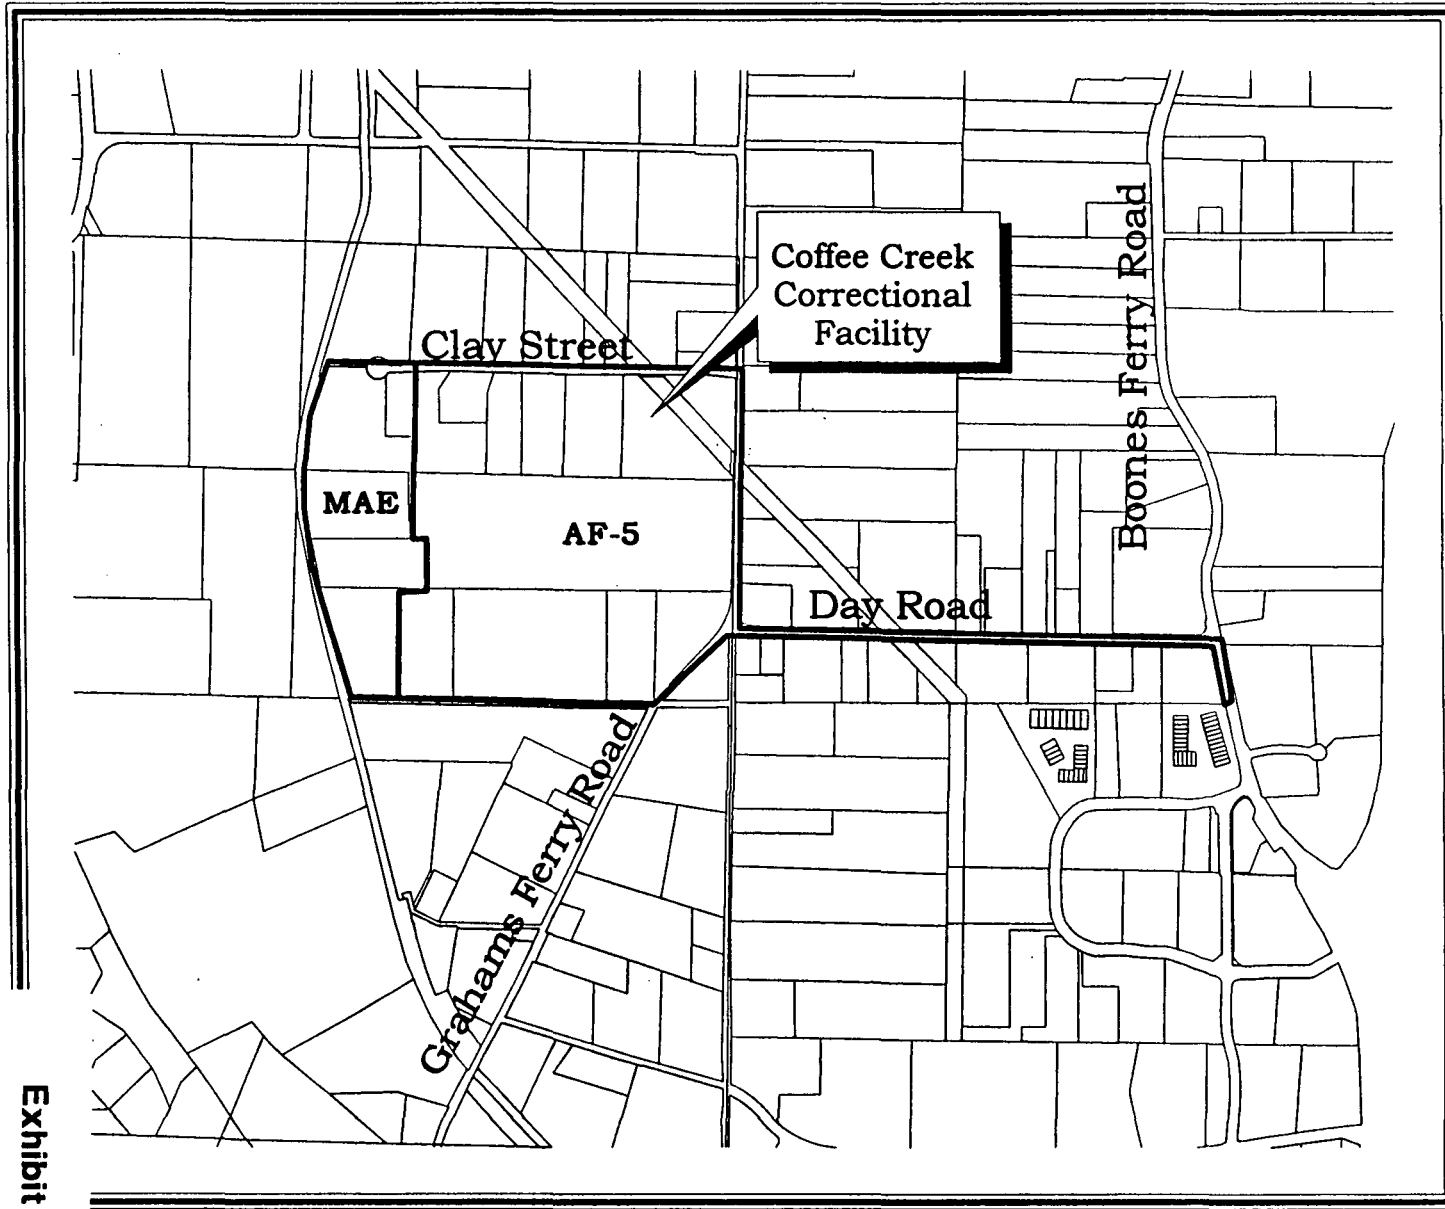 Coffee Creek
Correctional
Facility
Boones Ferry Road
Clay Street
MAE
AF-5
Day Road
Grahams Ferry Road
Exhibit